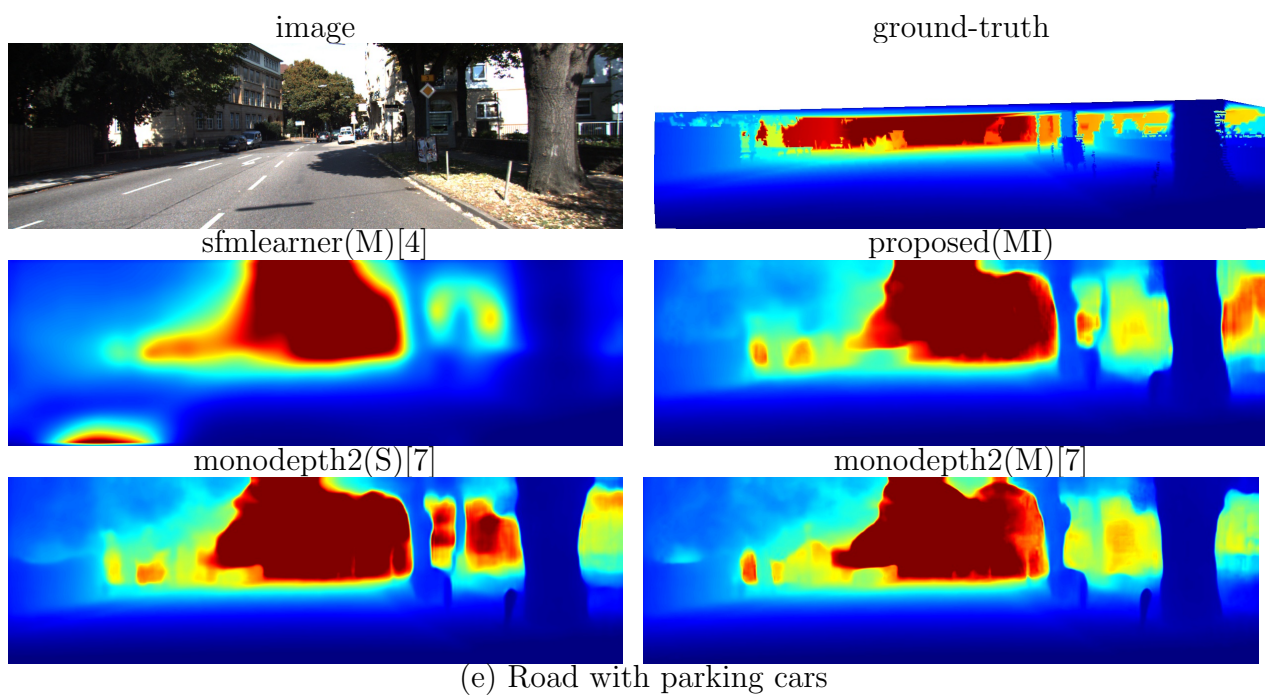 image
ground-truth
sfmlearner(M)[4]
proposed(MI)
monodepth2(S)[7]
monodepth2(M)[7]
(e) Road with parking cars